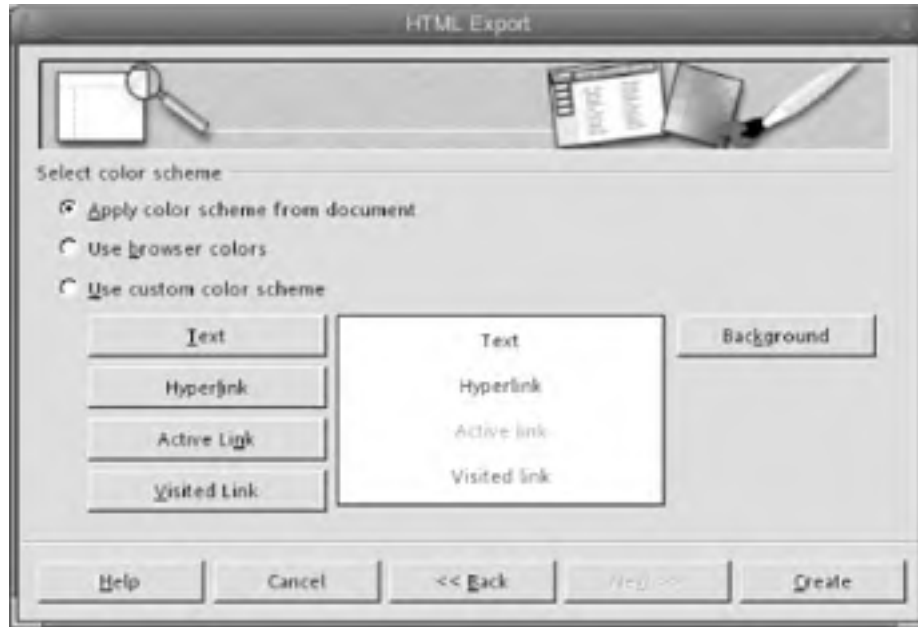 HTML Export
Select color scheme
Apply color scheme from document
Use browser colors
Use custom color scheme
Text
Text
Background
Hyperlink
Hyperlink
Active Link
Active link
Visited Link
Visited link
Help
Cancel
<< Back
Next >>
Create